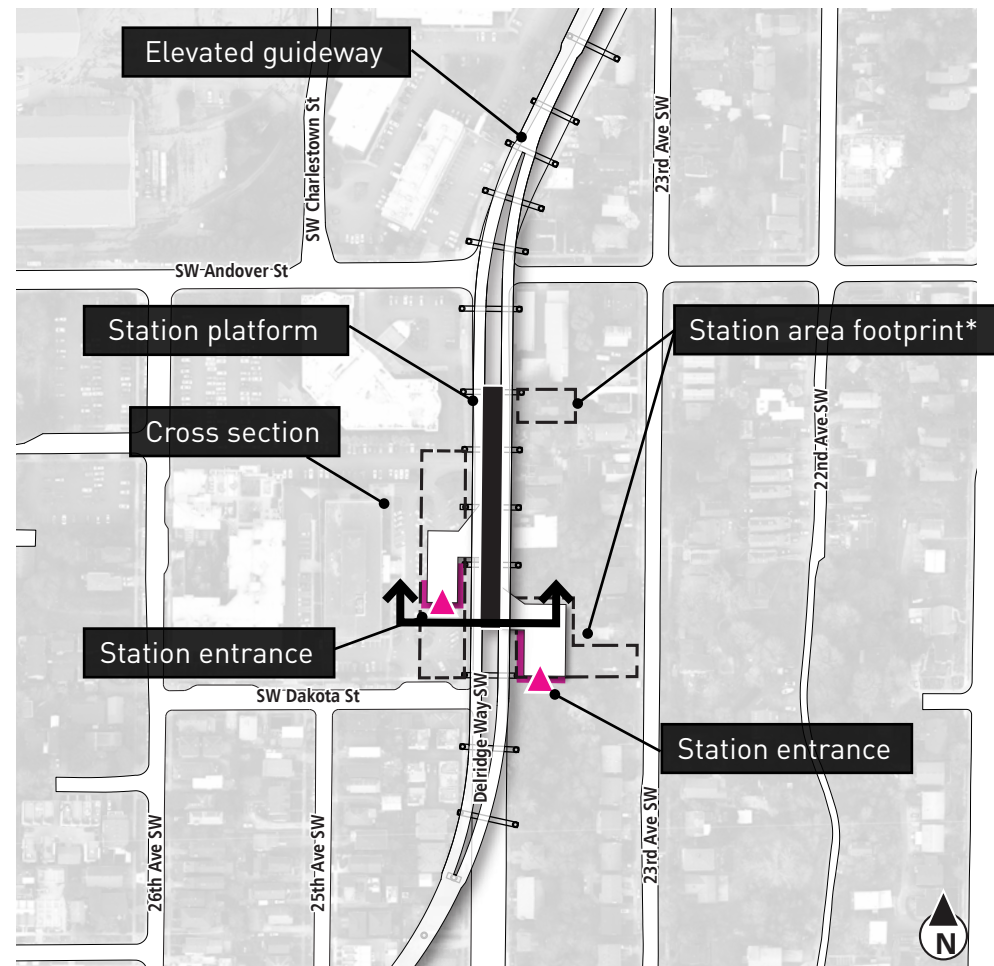 Elevated guideway
SW Charlestown St
23rd Ave SW
SW Andover St
Station platform
Station area footprint*
Cross section
22nd Ave SW
Station entrance
SW Dakota St
Delridge Way SW
Station entrance
26th Ave SW
25th Ave SW
23rd Ave SW
N